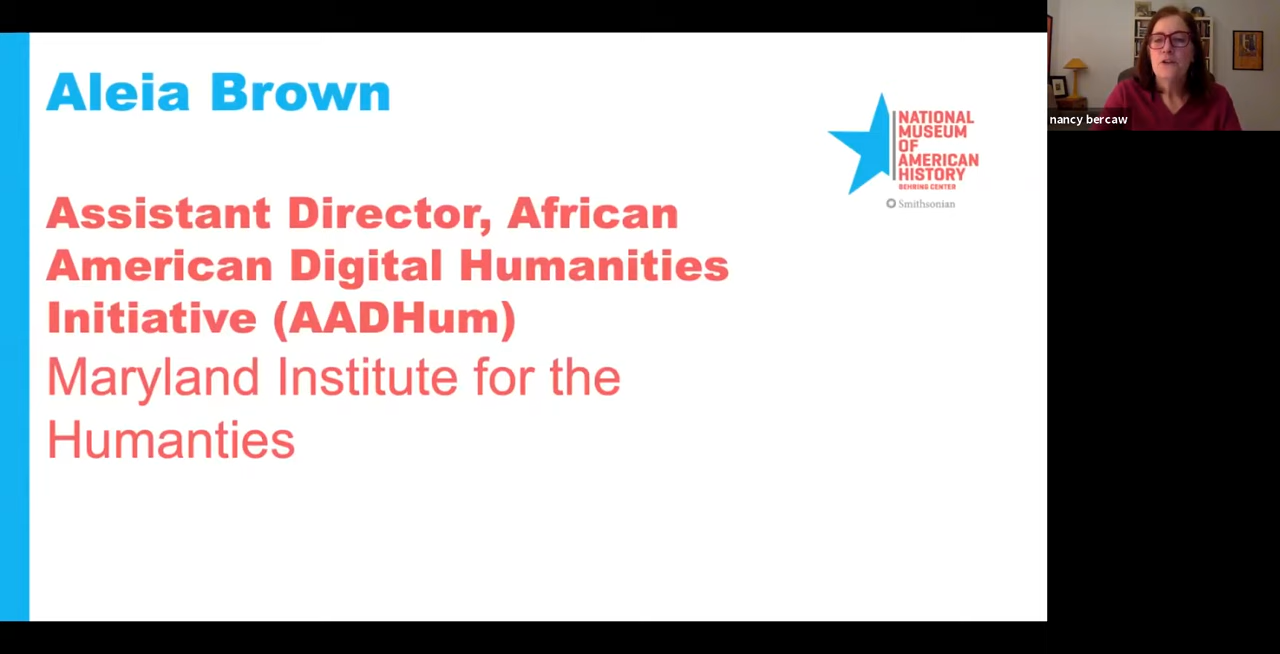 Aleia Brown
Assistant Director, African
American Digital Humanities
Initiative (AADHum)
Maryland Institute for the
Humanties
NATIONAL
MUSEUM
OF
AMERICAN
HISTORY
BEHRING CENTER
Smithsonian
nancy bercaw